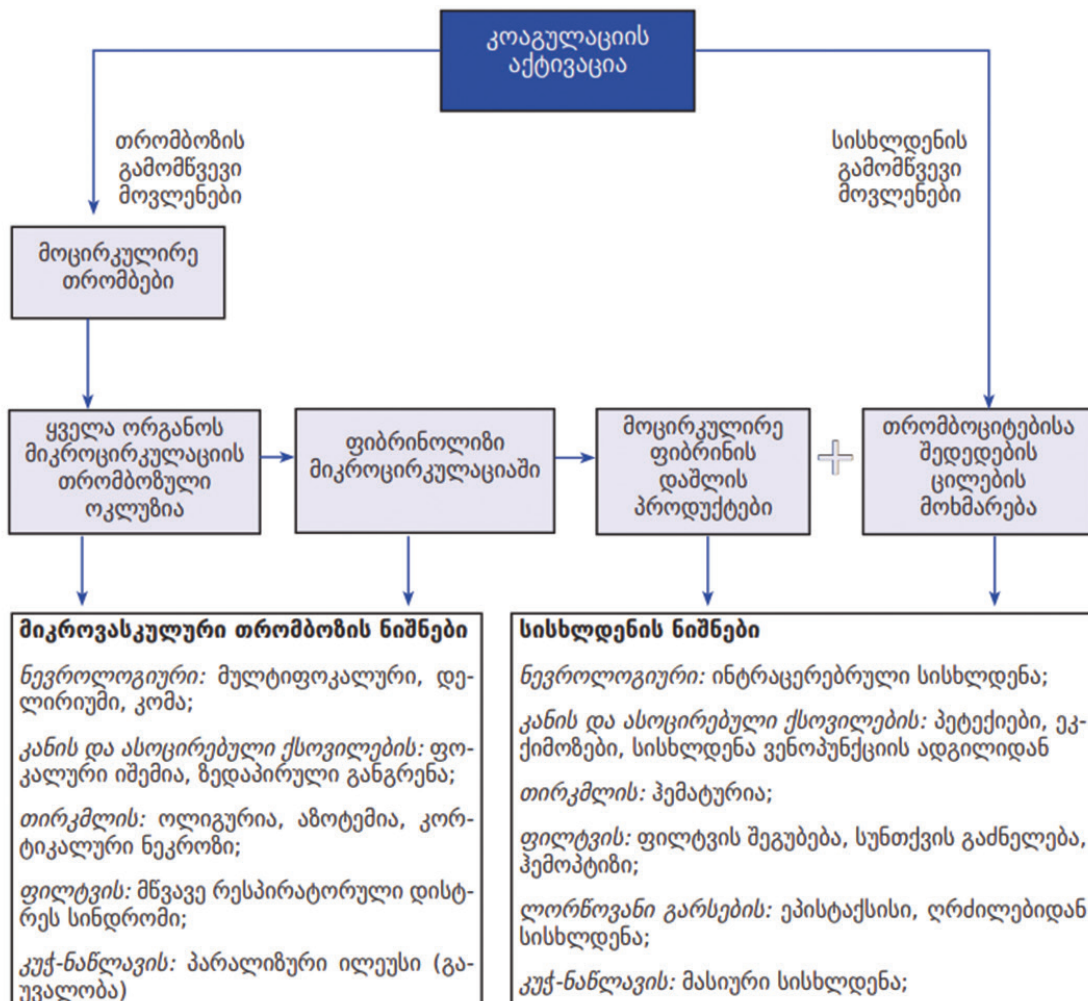 კოაგულაციის
აქტივაცია
თრომბოზის
გამომწვევი
მოვლენები
სისხლდენის
გამომწვევი
მოვლენები
მოცირკულირე
თრომბები
ყველა ორგანოს
მიკროცირკულაციის
თრომბოზული
ოკლუზია
ფიბრინოლიზი
მიკროცირკულაციაში
მოცირკულირე
ფიბრინის
დაშლის
პროდუქტები
+
თრომბოციტებისა
შედედების
ცილების
მოხმარება
მიკროვასკულური თრომბოზის ნიშნები
ნევროლოგიური: მულტიფოკალური, დე-
ლირიუმი, კომა;
კანის და ასოცირებული ქსოვილების: ფო-
კალური იშემია, ზედაპირული განგრენა;
თირკმლის: ოლიგურია, აზოტემია, კორ-
ტიკალური ნეკროზი;
ფილტვის: მწვავე რესპირატორული დისტ-
რეს სინდრომი;
კუჭ-ნაწლავის: პარალიზური ილეუსი (გა-
უვალობა)
სისხლდენის ნიშნები
ნევროლოგიური: ინტრაცერებრული სისხლდენა;
კანის და ასოცირებული ქსოვილების: პეტექიები, ეკ-
ქიმოზები, სისხლდენა ვენოპუნქციის ადგილიდან
თირკმლის: ჰემატურია;
ფილტვის: ფილტვის შეგუბება, სუნთქვის გაძნელება,
ჰემოპტიზი;
ლორწოვანი გარსების: ეპისტაქსისი, ღრძილებიდან
სისხლდენა;
კუჭ-ნაწლავის: მასიური სისხლდენა;